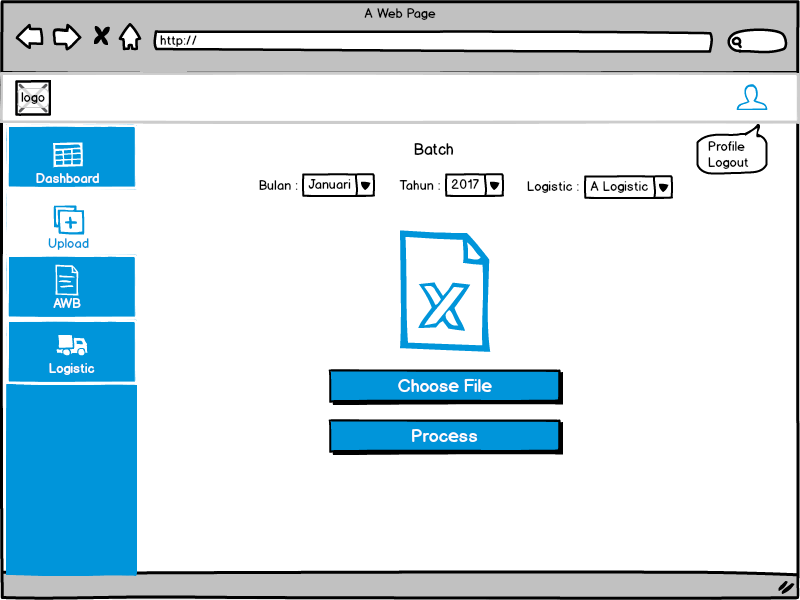 A Web Page
http://
logo
Profile
Logout
Dashboard
Upload
AWB
Logistic
Batch
Bulan : Januari Tahun : 2017 Logistic : A Logistic
X
Choose File
Process